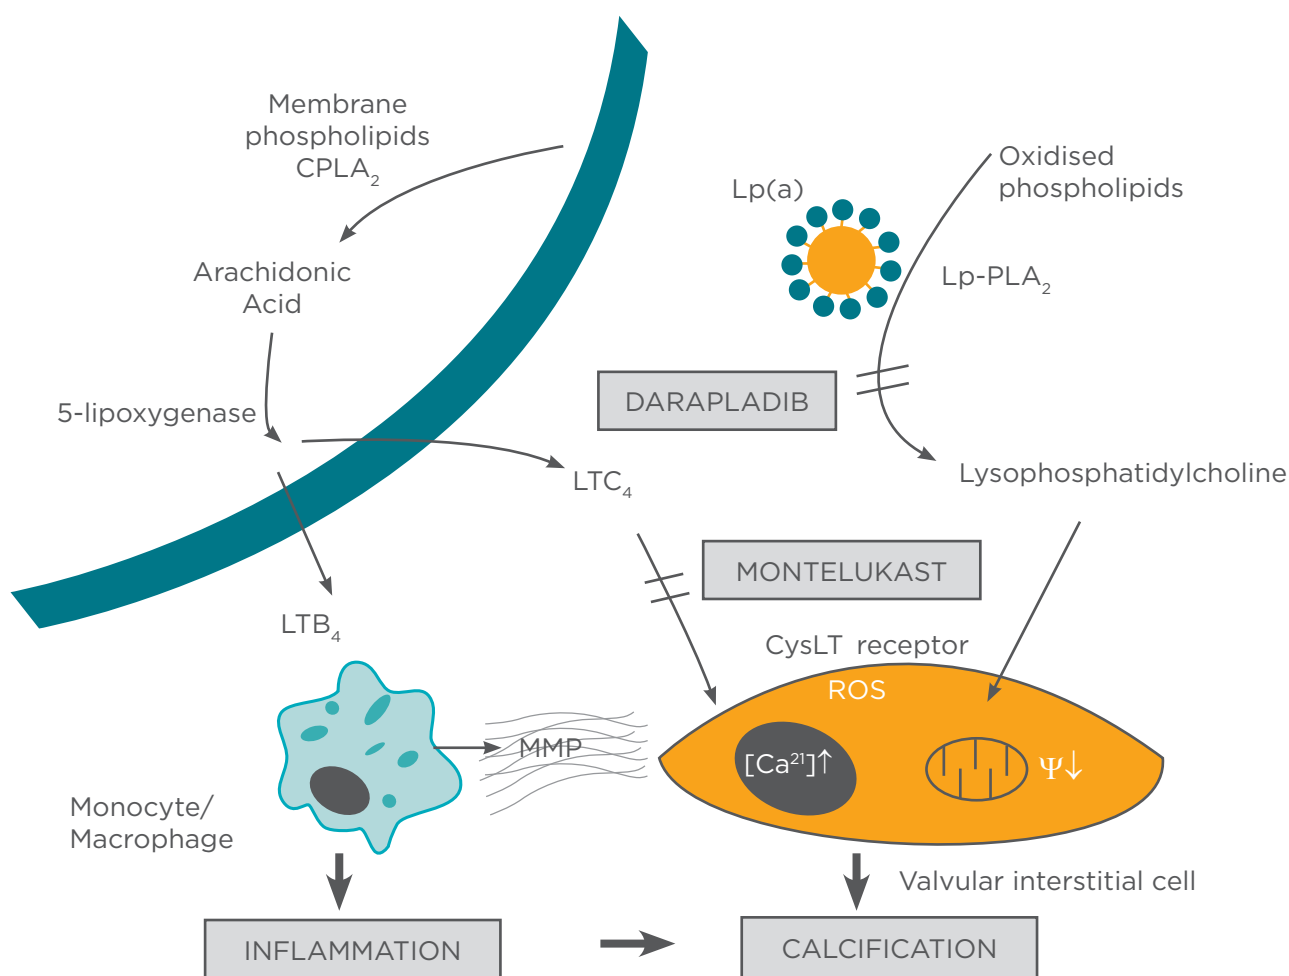 Membrane
phospholipids
CPLA₂
Oxidised
phospholipids
Lp(a)
Arachidonic
Acid
Lp-PLA₂
DARAPLADIB
5-lipoxygenase
LTC₄
Lysophosphatidylcholine
MONTELUKAST
LTB₄
CysLT receptor
ROS
MMP
[Ca²¹]↑
Ψ↓
Monocyte/
Macrophage
Valvular interstitial cell
INFLAMMATION
CALCIFICATION